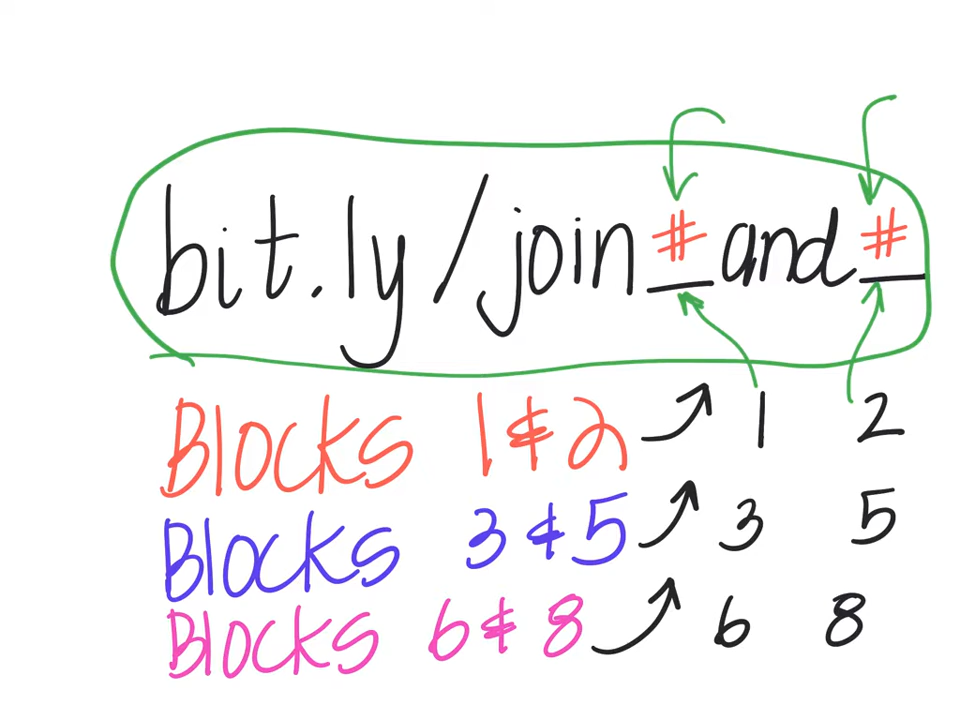 bit.ly/join # and #
Blocks 1 & 2 1 2
Blocks 3 & 5 3 5
Blocks 6 & 8 6 8